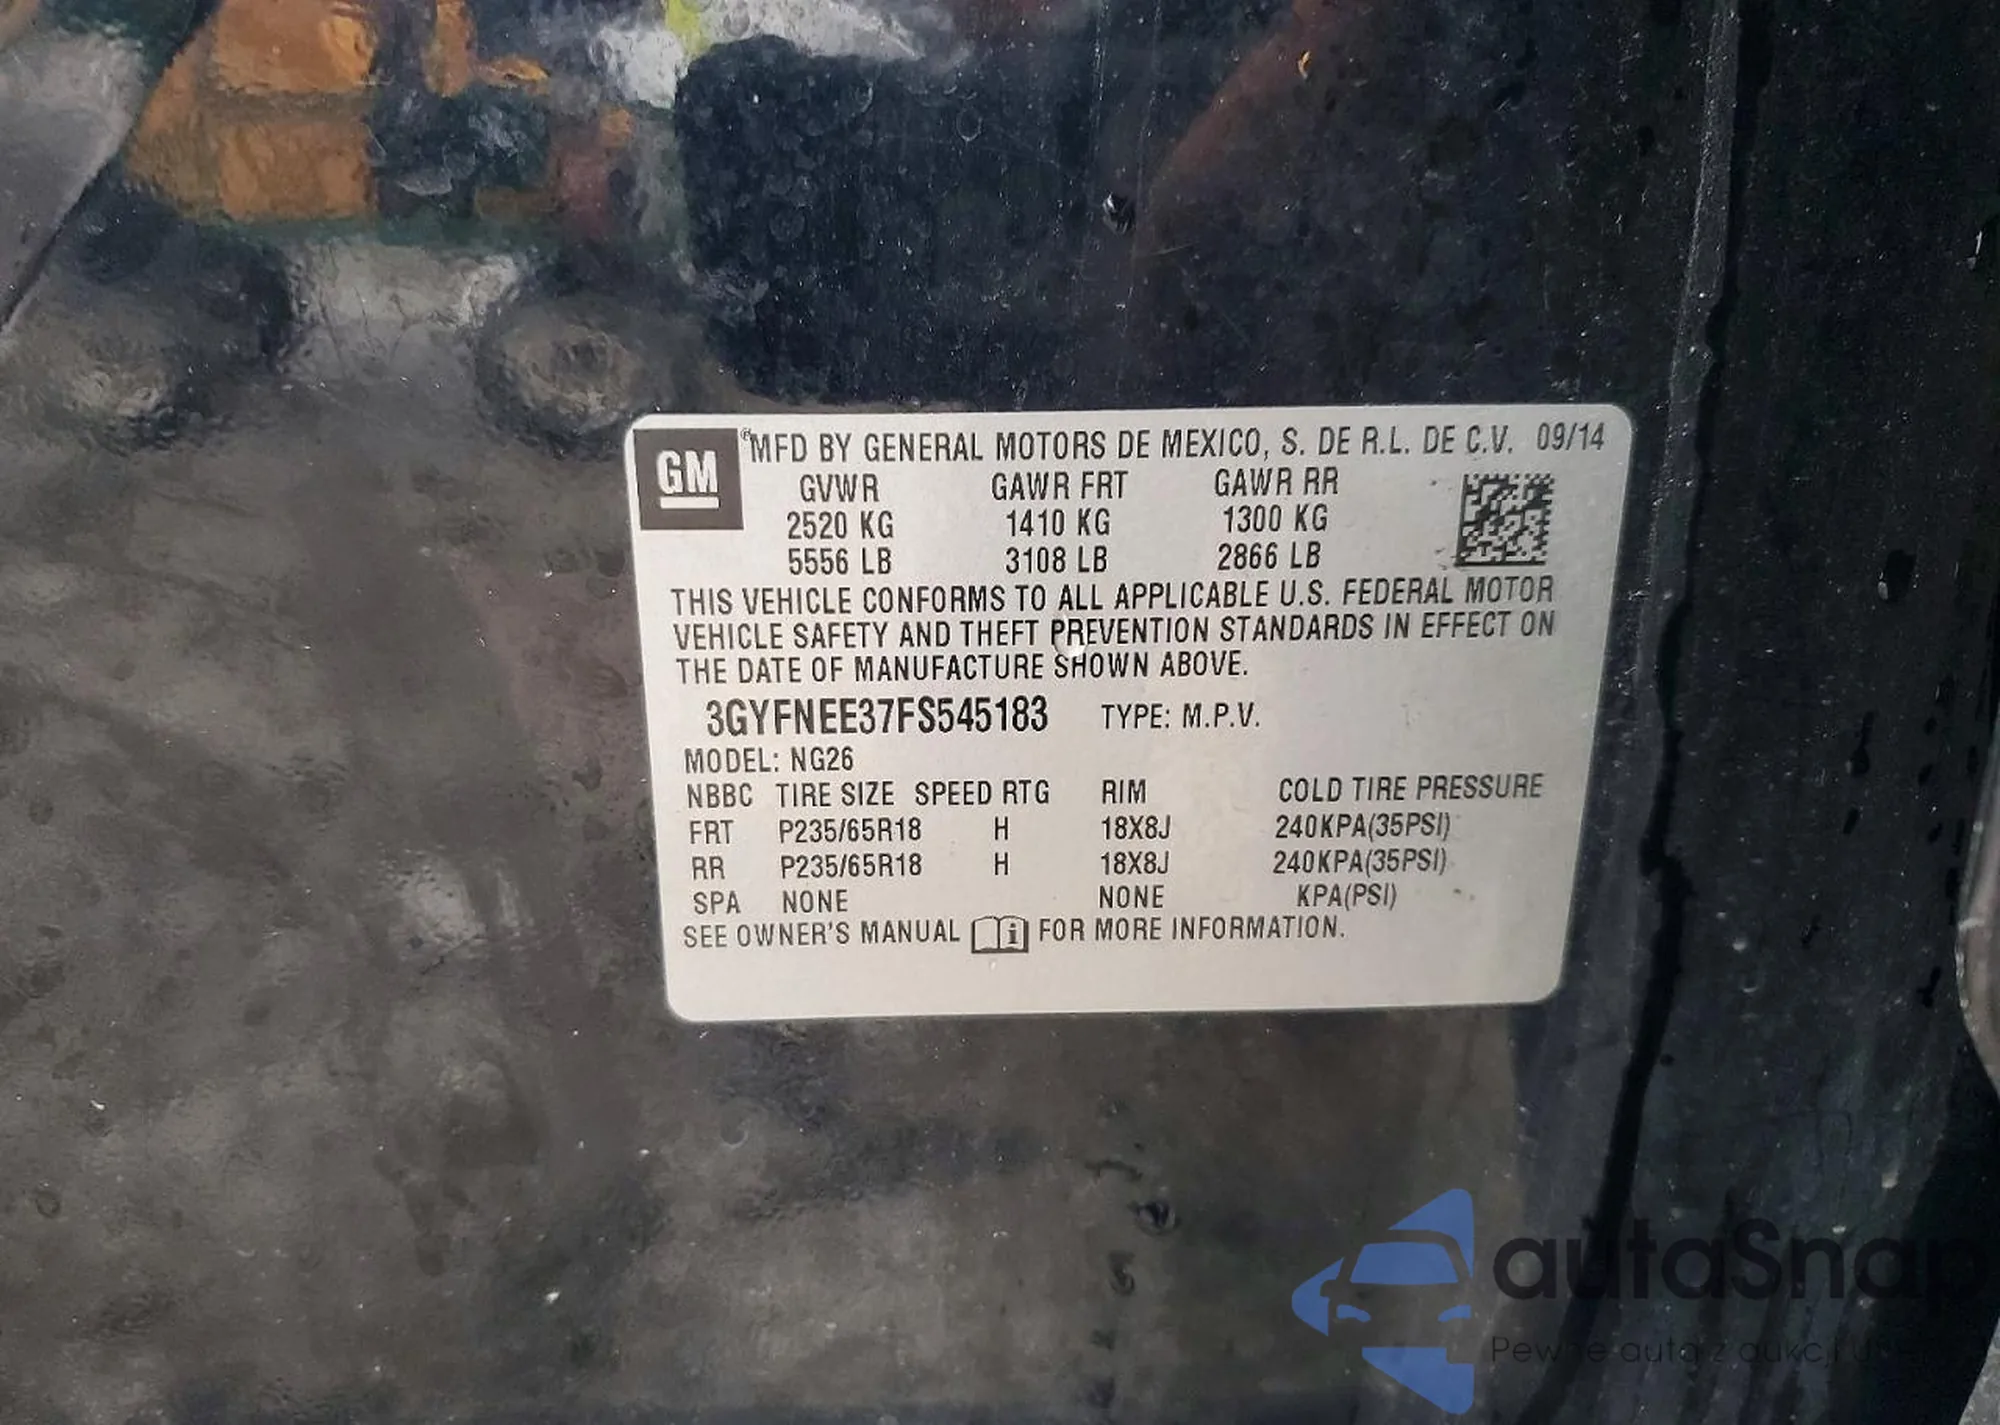 GM ® MFD BY GENERAL MOTORS DE MEXICO, S. DE R.L. DE C.V. 09/14
GVWR GAWR FRT GAWR RR
2520 KG 1410 KG 1300 KG
5556 LB 3108 LB 2866 LB
THIS VEHICLE CONFORMS TO ALL APPLICABLE U.S. FEDERAL MOTOR
VEHICLE SAFETY AND THEFT PREVENTION STANDARDS IN EFFECT ON
THE DATE OF MANUFACTURE SHOWN ABOVE.
3GYFNEE37FS545183 TYPE: M.P.V.
MODEL: NG26
NBBC TIRE SIZE SPEED RTG RIM COLD TIRE PRESSURE
FRT P235/65R18 H 18X8J 240KPA(35PSI)
RR P235/65R18 H 18X8J 240KPA(35PSI)
SPA NONE NONE KPA(PSI)
SEE OWNER'S MANUAL FOR MORE INFORMATION.
autaSnap
Pewne auta z aukcji